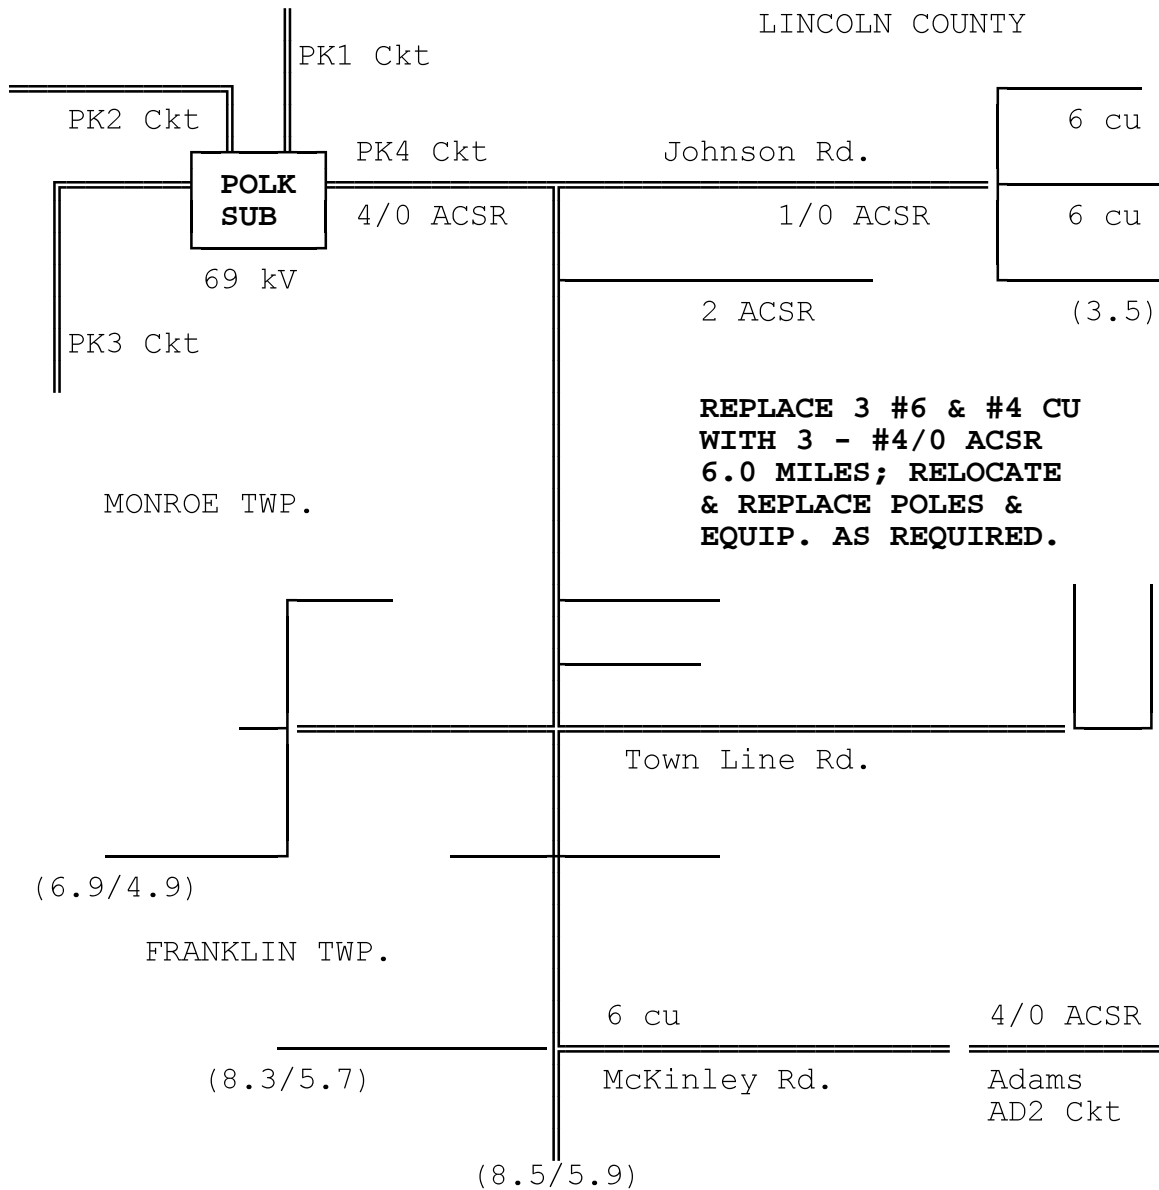 LINCOLN COUNTY
PK1 Ckt
PK2 Ckt
6 cu
PK4 Ckt
Johnson Rd.
POLK
SUB
4/0 ACSR
1/0 ACSR
6 cu
69 kV
2 ACSR
(3.5)
PK3 Ckt
REPLACE 3 #6 & #4 CU
WITH 3 - #4/0 ACSR
6.0 MILES; RELOCATE
& REPLACE POLES &
EQUIP. AS REQUIRED.
MONROE TWP.
Town Line Rd.
(6.9/4.9)
FRANKLIN TWP.
6 cu
4/0 ACSR
(8.3/5.7)
McKinley Rd.
Adams
AD2 Ckt
(8.5/5.9)